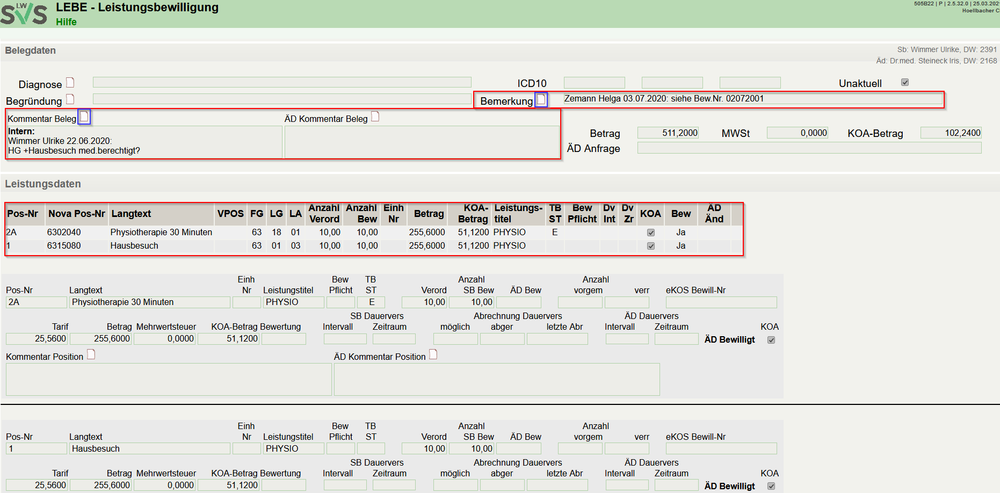 LW
SVS
LEBE - Leistungsbewilligung
Hilfe
505B22 | P | 2.5.32.0 | 25.03.202
Hoellbacher C
Belegdaten
Sb: Wimmer Ulrike, DW: 2391
Äd: Dr.med. Steineck Iris, DW: 2168
Diagnose
ICD10
Unaktuell
Begründung
Bemerkung
Zemann Helga 03.07.2020: siehe Bew.Nr. 02072001
Kommentar Beleg
ÄD Kommentar Beleg
Intern:
Wimmer Ulrike 22.06.2020:
HG +Hausbesuch med.berechtigt?
Betrag 511,2000 MWSt 0,0000 KOA-Betrag 102,2400
ÄD Anfrage
Leistungsdaten
Pos-Nr Nova Pos-Nr Langtext VPOS FG LG LA Anzahl Verord Anzahl Bew Einh Nr Betrag KOA-Betrag Leistungs-titel TB ST Bew Pflicht Dv Int Dv Zr KOA Bew ÄD Änd
2A 6302040 Physiotherapie 30 Minuten 63 18 01 10,00 10,00 255,6000 51,1200 PHYSIO E Ja
1 6315080 Hausbesuch 63 01 03 10,00 10,00 255,6000 51,1200 PHYSIO Ja
Einh Bew TB Anzahl Anzahl
Pos-Nr Langtext Nr Leistungstitel Pflicht ST Verord SB Bew ÄD Bew vorgem verr eKOS Bewill-Nr
2A Physiotherapie 30 Minuten PHYSIO E 10,00 10,00
SB Dauervers Abrechnung Dauervers ÄD Dauervers
Tarif Betrag Mehrwertsteuer KOA-Betrag Bewertung Intervall Zeitraum möglich abger letzte Abr Intervall Zeitraum KOA
25,5600 255,6000 0,0000 51,1200 ÄD Bewilligt
Kommentar Position ÄD Kommentar Position
Einh Bew TB Anzahl Anzahl
Pos-Nr Langtext Nr Leistungstitel Pflicht ST Verord SB Bew ÄD Bew vorgem verr eKOS Bewill-Nr
1 Hausbesuch PHYSIO 10,00 10,00
SB Dauervers Abrechnung Dauervers ÄD Dauervers
Tarif Betrag Mehrwertsteuer KOA-Betrag Bewertung Intervall Zeitraum möglich abger letzte Abr Intervall Zeitraum KOA
25,5600 255,6000 0,0000 51,1200 ÄD Bewilligt